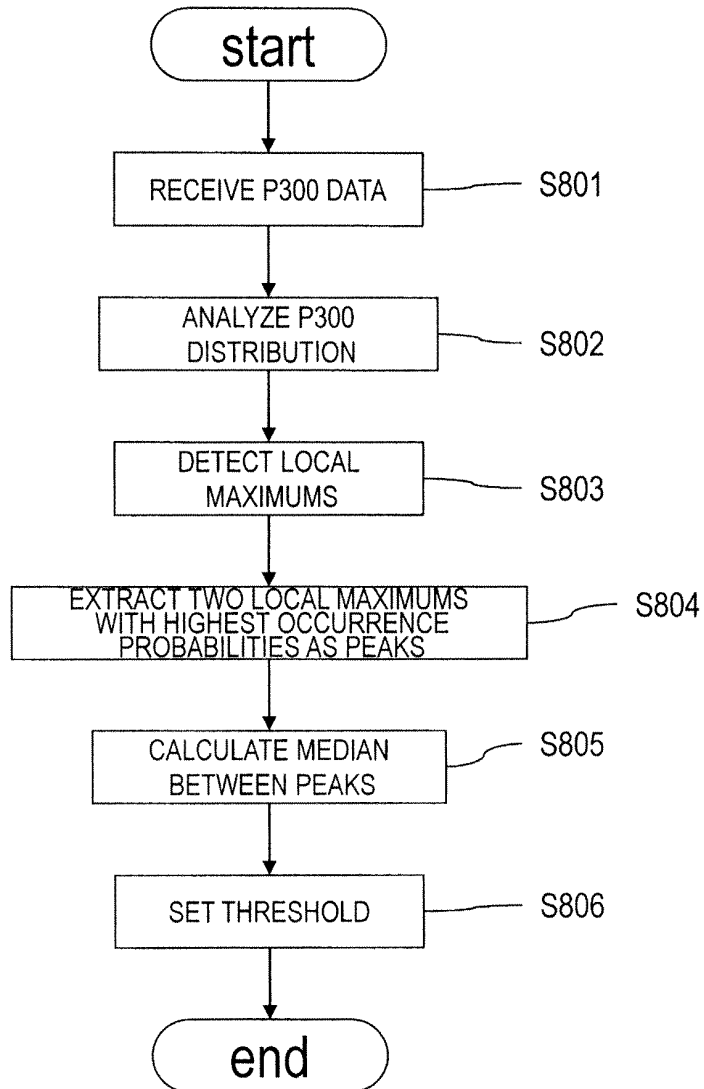 start
RECEIVE P300 DATA
S801
ANALYZE P300
DISTRIBUTION
S802
DETECT LOCAL
MAXIMUMS
S803
EXTRACT TWO LOCAL MAXIMUMS
WITH HIGHEST OCCURRENCE
PROBABILITIES AS PEAKS
S804
CALCULATE MEDIAN
BETWEEN PEAKS
S805
SET THRESHOLD
S806
end